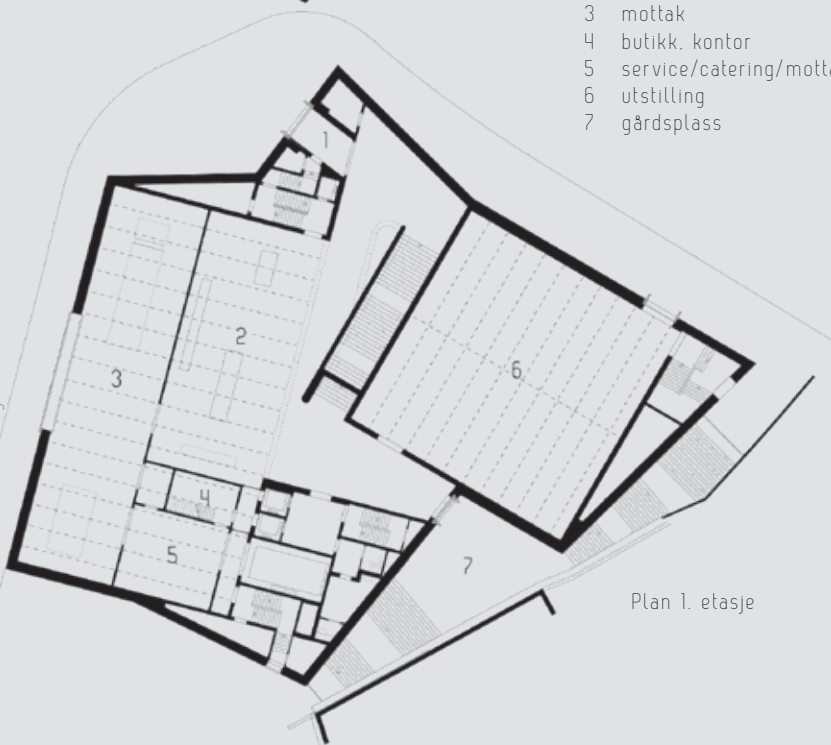 3 mottak
4 butikk, kontor
5 service/catering/motta
6 utstilling
7 gårdsplass
1
2
6
3
4
5
7
Plan 1. etasje